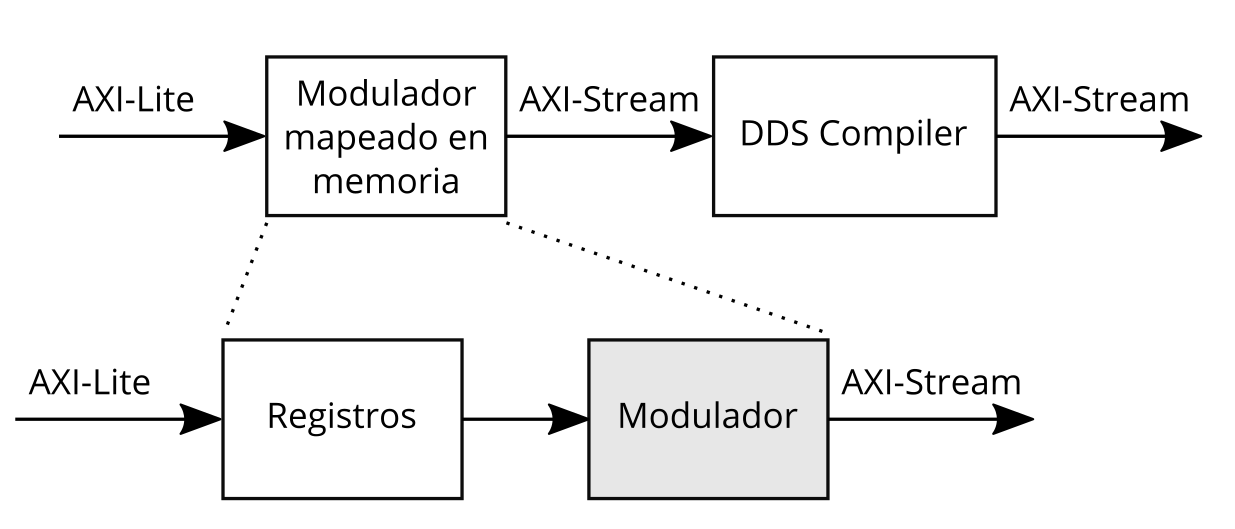 AXI-Lite
Modulador
mapeado en
memoria
AXI-Stream
DDS Compiler
AXI-Stream
AXI-Lite
Registros
Modulador
AXI-Stream